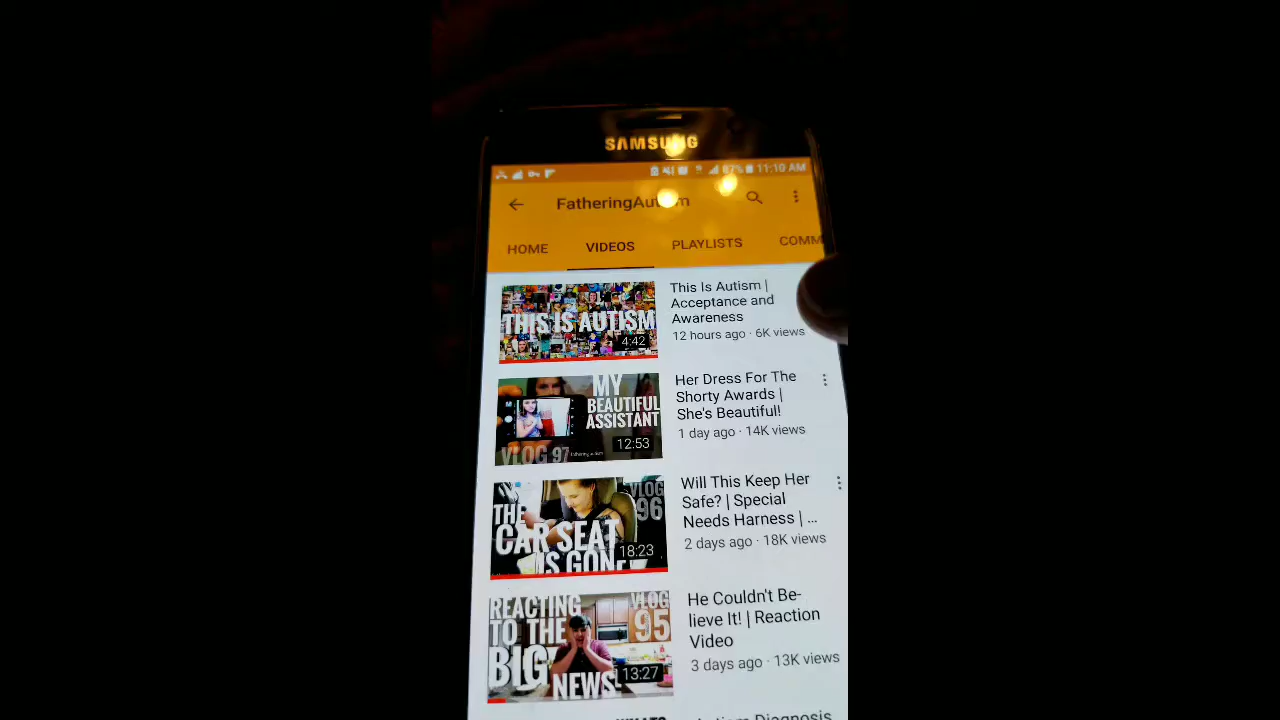 SAMSUNG
87% 11:10 AM
FatheringAutism
HOME VIDEOS PLAYLISTS COMM
THIS IS AUTISM
4:42
This Is Autism |
Acceptance and
Awareness
12 hours ago · 6K views
MY
BEAUTIFUL
ASSISTANT
VLOG 97
12:53
Her Dress For The
Shorty Awards |
She's Beautiful!
1 day ago · 14K views
VLOG
96
THE
CAR SEAT
IS GONE
18:23
Will This Keep Her
Safe? | Special
Needs Harness | ...
2 days ago · 18K views
REACTING
TO THE
BIG
NEWS
VLOG
95
13:27
He Couldn't Be-
lieve It! | Reaction
Video
3 days ago · 13K views
Autism Diagnosis